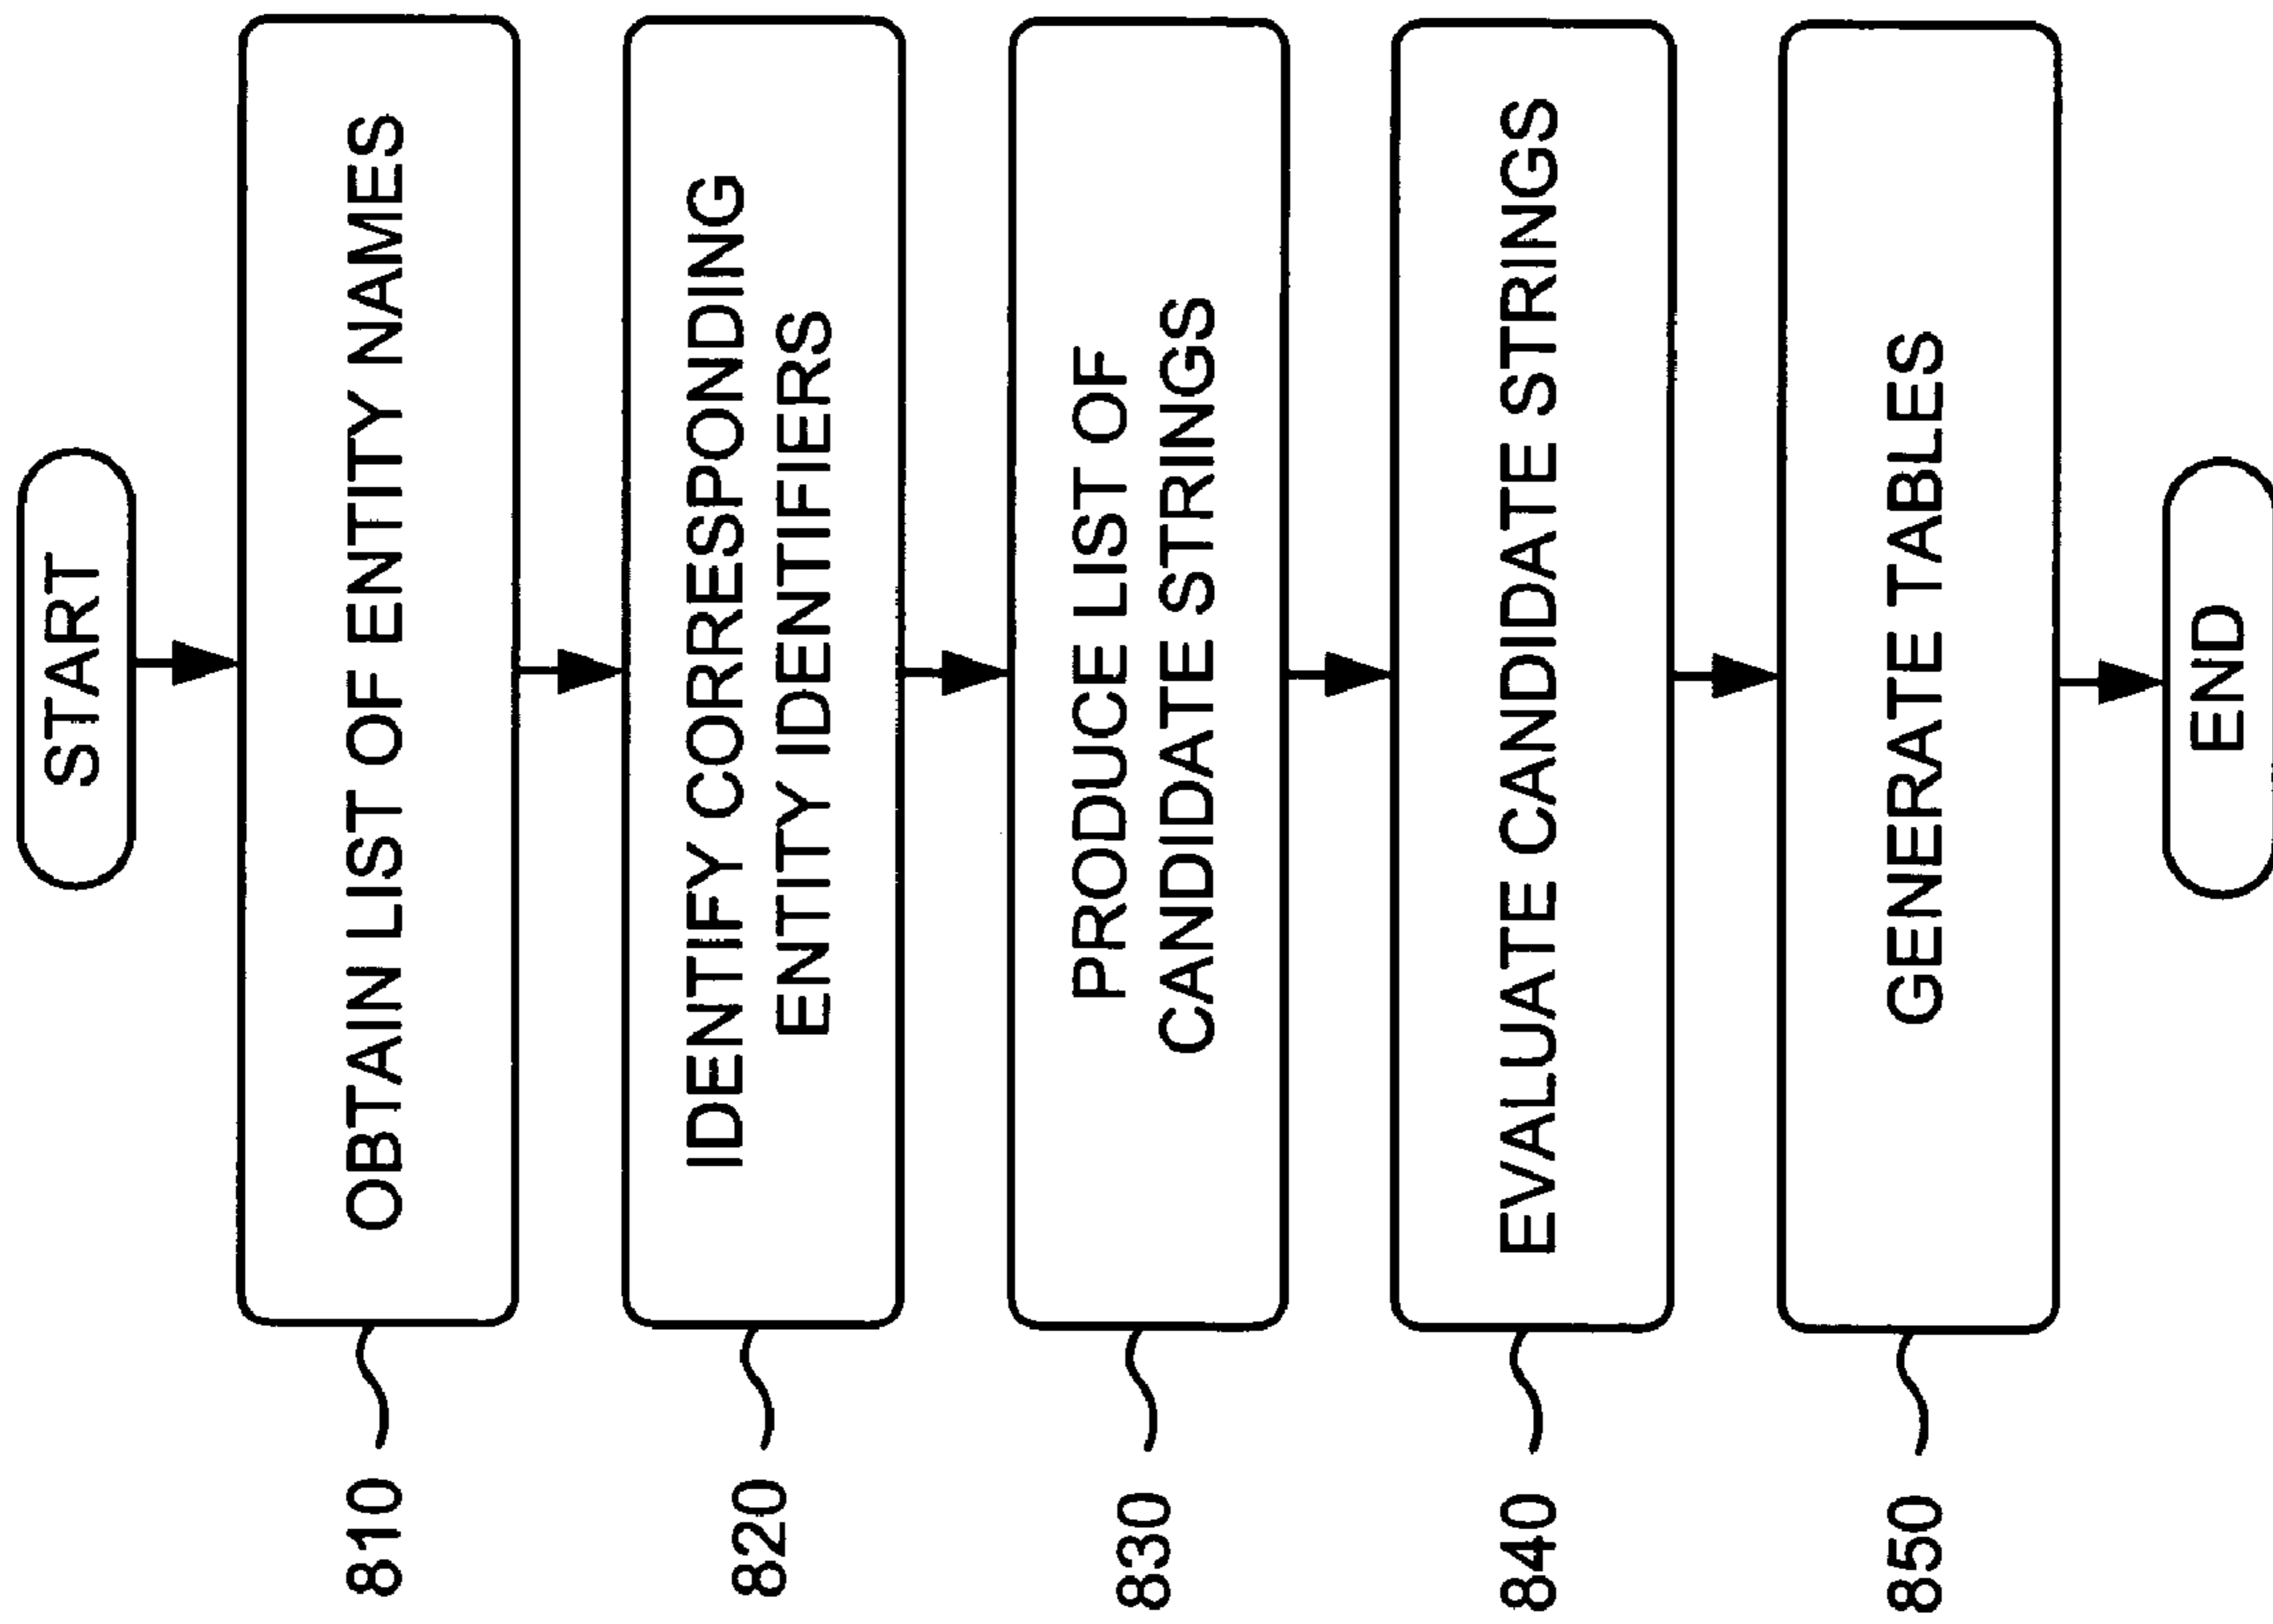 START
810
OBTAIN LIST OF ENTITY NAMES
820
IDENTIFY CORRESPONDING
ENTITY IDENTIFIERS
830
PRODUCE LIST OF
CANDIDATE STRINGS
840
EVALUATE CANDIDATE STRINGS
850
GENERATE TABLES
END